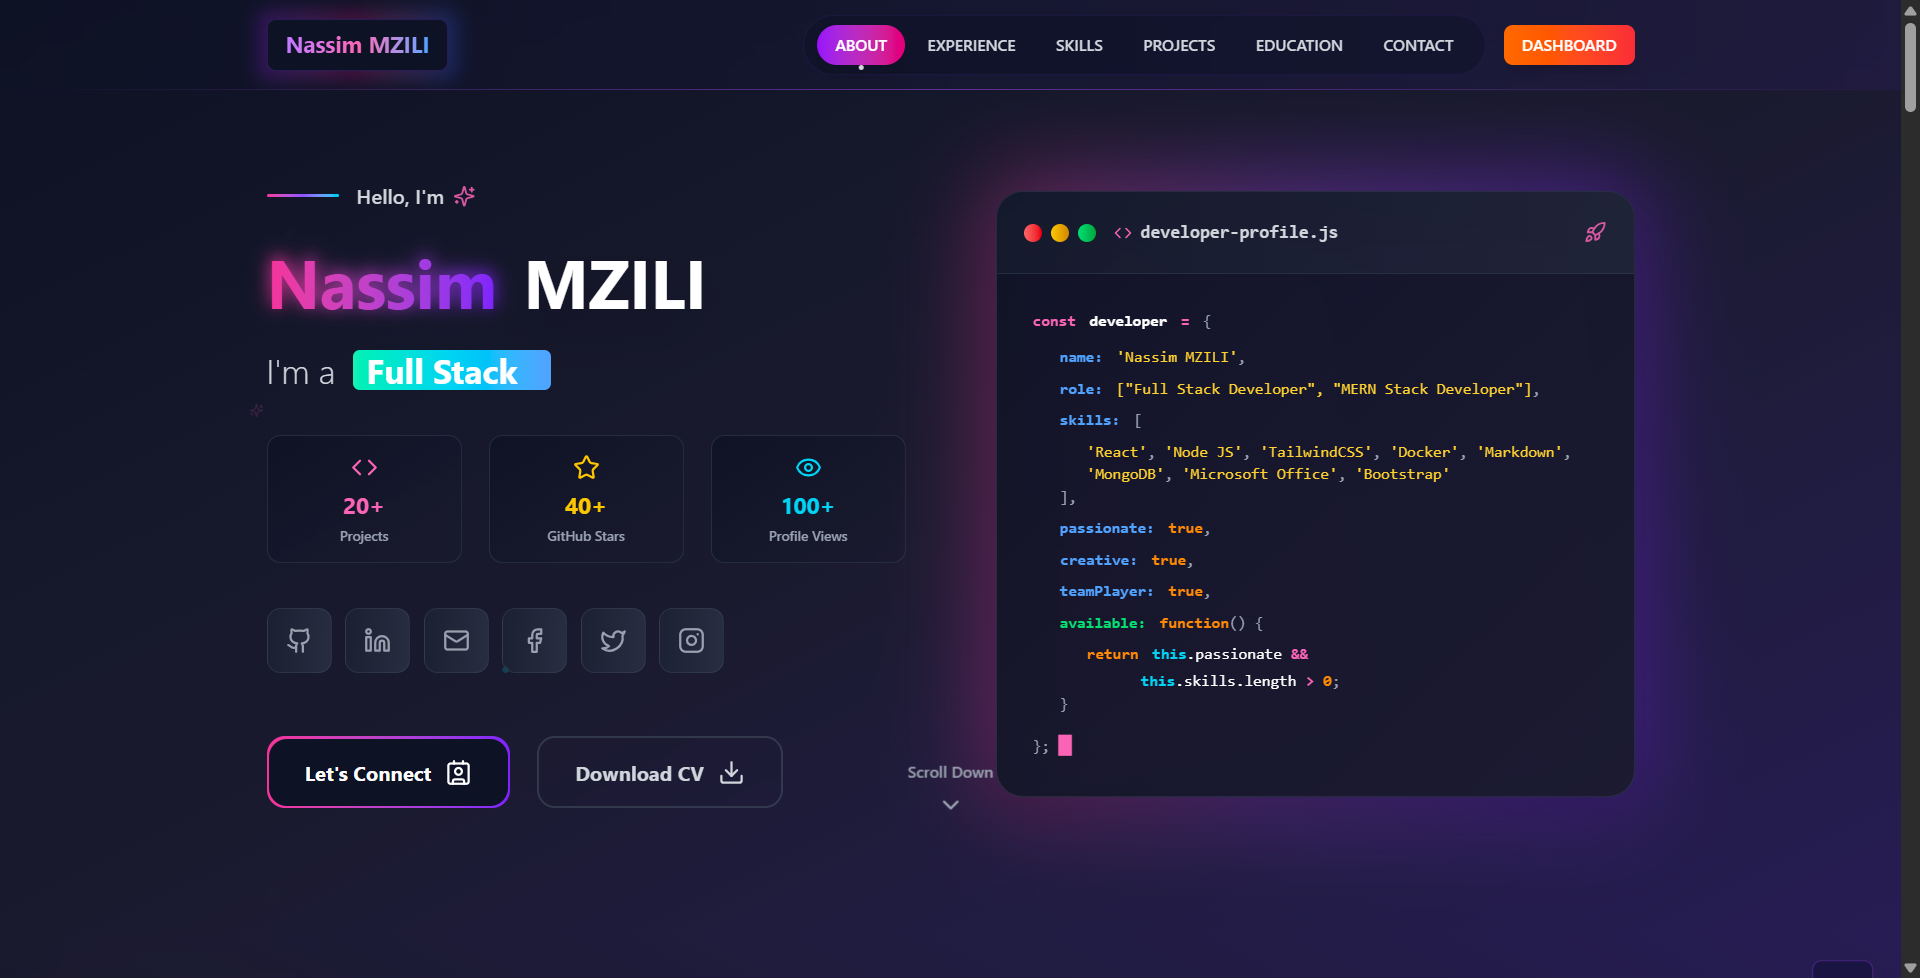 Nassim MZILI
ABOUT
EXPERIENCE
SKILLS
PROJECTS
EDUCATION
CONTACT
DASHBOARD
Hello, I'm
Nassim MZILI
I'm a Full Stack
20+
Projects
40+
GitHub Stars
100+
Profile Views
Let's Connect
Download CV
Scroll Down
<> developer-profile.js
const developer = {
name: 'Nassim MZILI',
role: ["Full Stack Developer", "MERN Stack Developer"],
skills: [
'React', 'Node JS', 'TailwindCSS', 'Docker', 'Markdown',
'MongoDB', 'Microsoft Office', 'Bootstrap'
],
passionate: true,
creative: true,
teamPlayer: true,
available: function() {
return this.passionate &&
this.skills.length > 0;
}
};